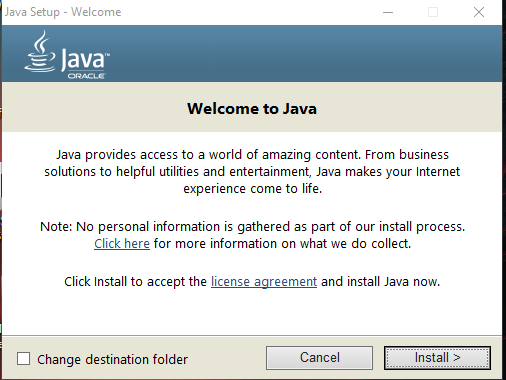 Java Setup - Welcome
Java™
ORACLE
Welcome to Java
Java provides access to a world of amazing content. From business
solutions to helpful utilities and entertainment, Java makes your Internet
experience come to life.
Note: No personal information is gathered as part of our install process.
Click here for more information on what we do collect.
Click Install to accept the license agreement and install Java now.
Change destination folder
Cancel
Install >